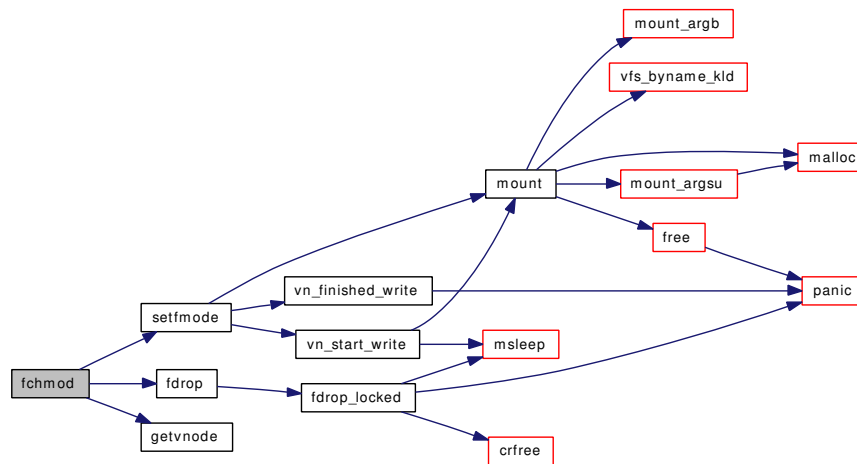 mount_argb
vfs_byname_kld
malloc
mount
mount_argsu
free
vn_finished_write
panic
setfmode
vn_start_write
msleep
fchmod
fdrop
fdrop_locked
getvnode
crfree